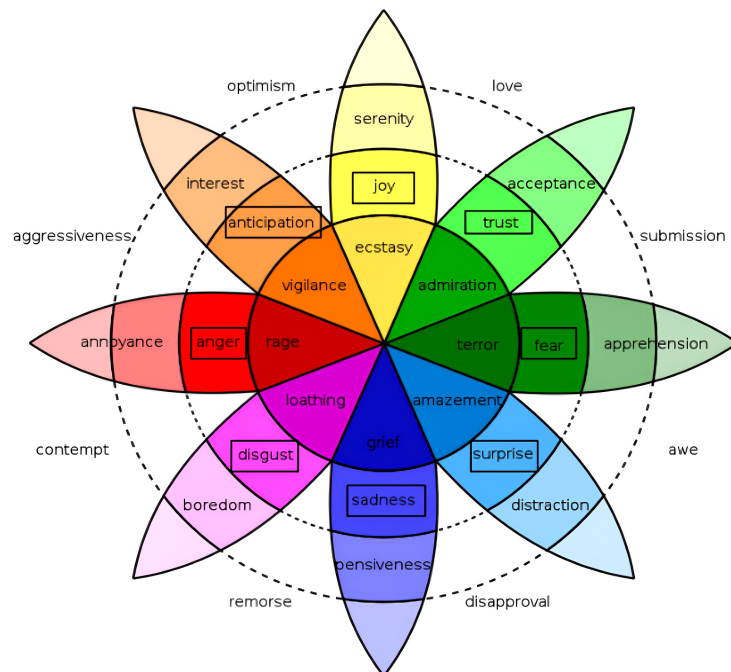 optimism
love
serenity
interest
joy
acceptance
anticipation
trust
aggressiveness
submission
ecstasy
vigilance
admiration
annoyance
anger
rage
terror
fear
apprehension
loathing
amazement
contempt
grief
awe
disgust
surprise
sadness
boredom
distraction
pensiveness
remorse
disapproval